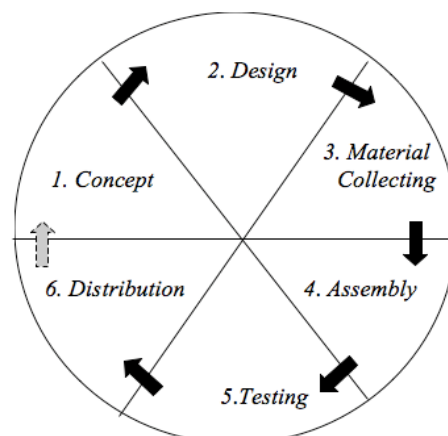 1. Concept
2. Design
3. Material
Collecting
4. Assembly
5.Testing
6. Distribution